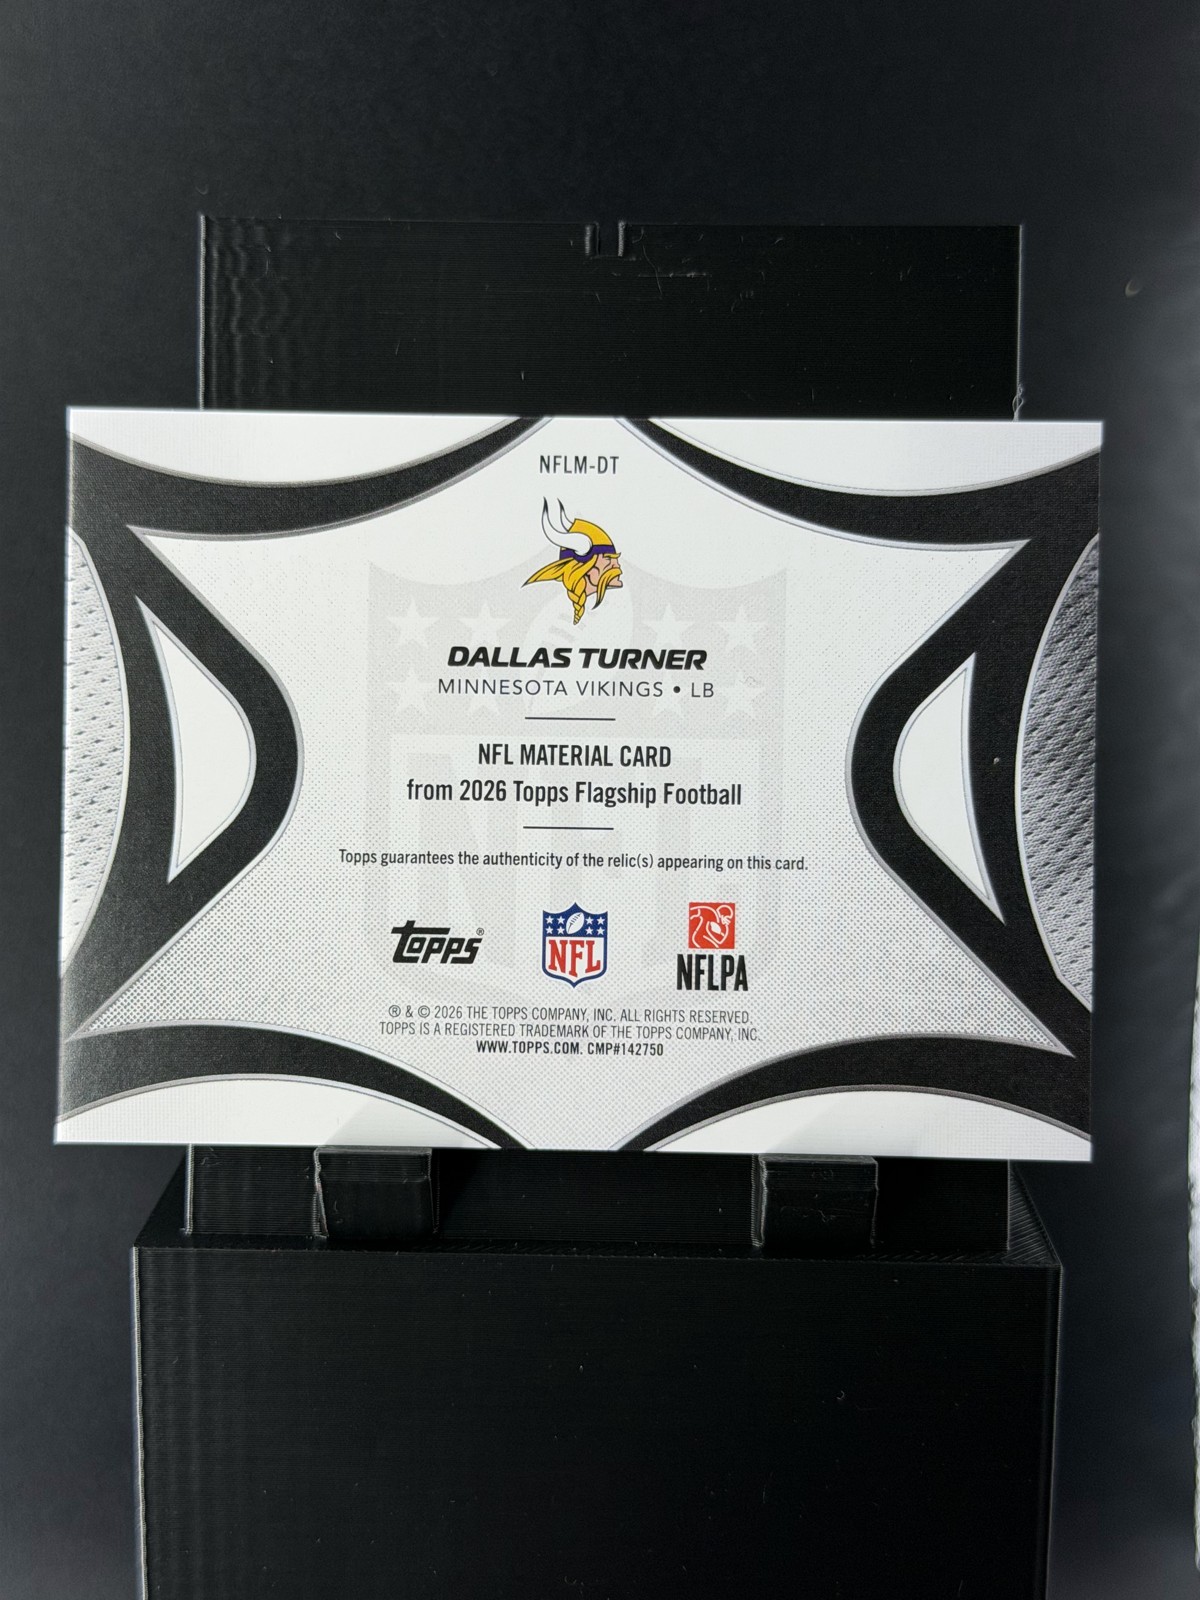 NFLM-DT
DALLAS TURNER
MINNESOTA VIKINGS • LB
NFL MATERIAL CARD
from 2026 Topps Flagship Football
Topps guarantees the authenticity of the relic(s) appearing on this card.
Topps® NFL NFLPA
® & © 2026 THE TOPPS COMPANY, INC. ALL RIGHTS RESERVED.
TOPPS IS A REGISTERED TRADEMARK OF THE TOPPS COMPANY, INC.
WWW.TOPPS.COM. CMP#142750